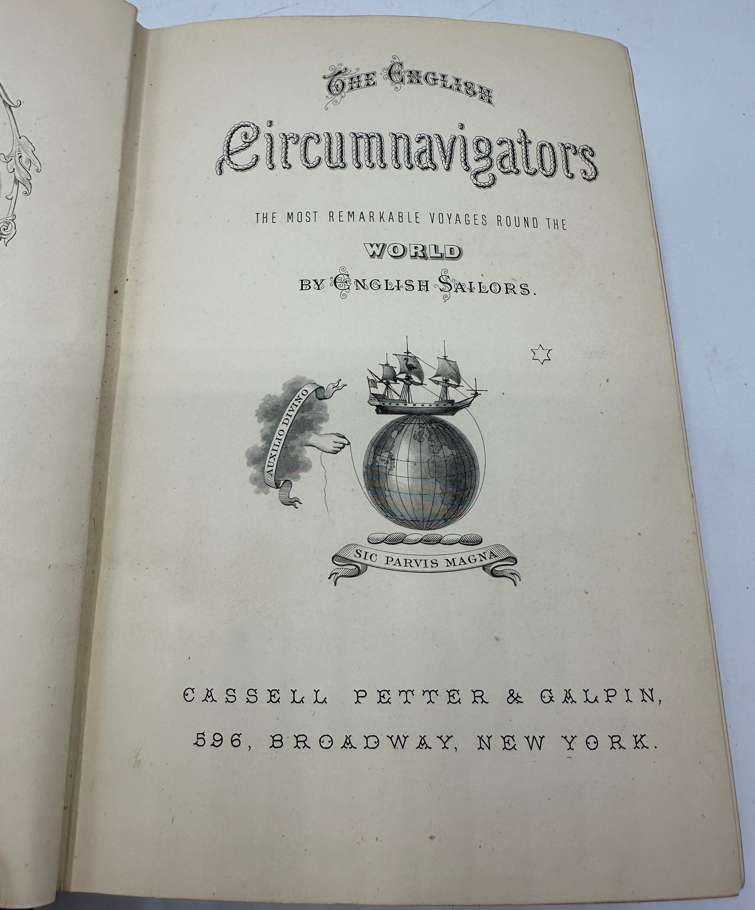 The English
Circumnavigators
THE MOST REMARKABLE VOYAGES ROUND THE
WORLD
BY ENGLISH SAILORS.
AUXILIO DIVINO
SIC PARVIS MAGNA
CASSELL PETTER & GALPIN,
596, BROADWAY, NEW YORK.